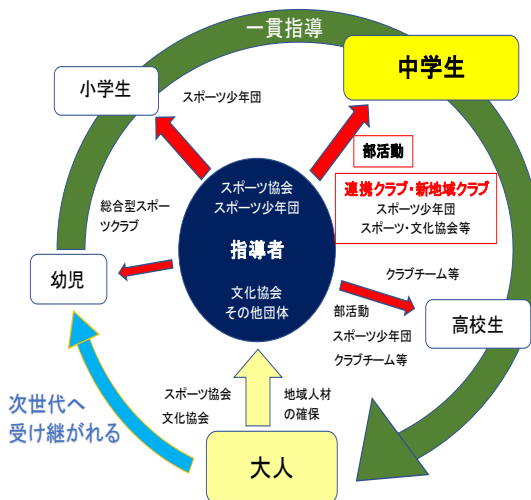 一貫指導
中学生
小学生
スポーツ少年団
部活動
連携クラブ・新地域クラブ
スポーツ少年団
スポーツ・文化協会等
スポーツ協会
スポーツ少年団
指導者
文化協会
その他団体
総合型スポー
ツクラブ
幼児
クラブチーム等
高校生
部活動
スポーツ少年団
クラブチーム等
次世代へ
受け継がれる
スポーツ協会
文化協会
地域人材
の確保
大人